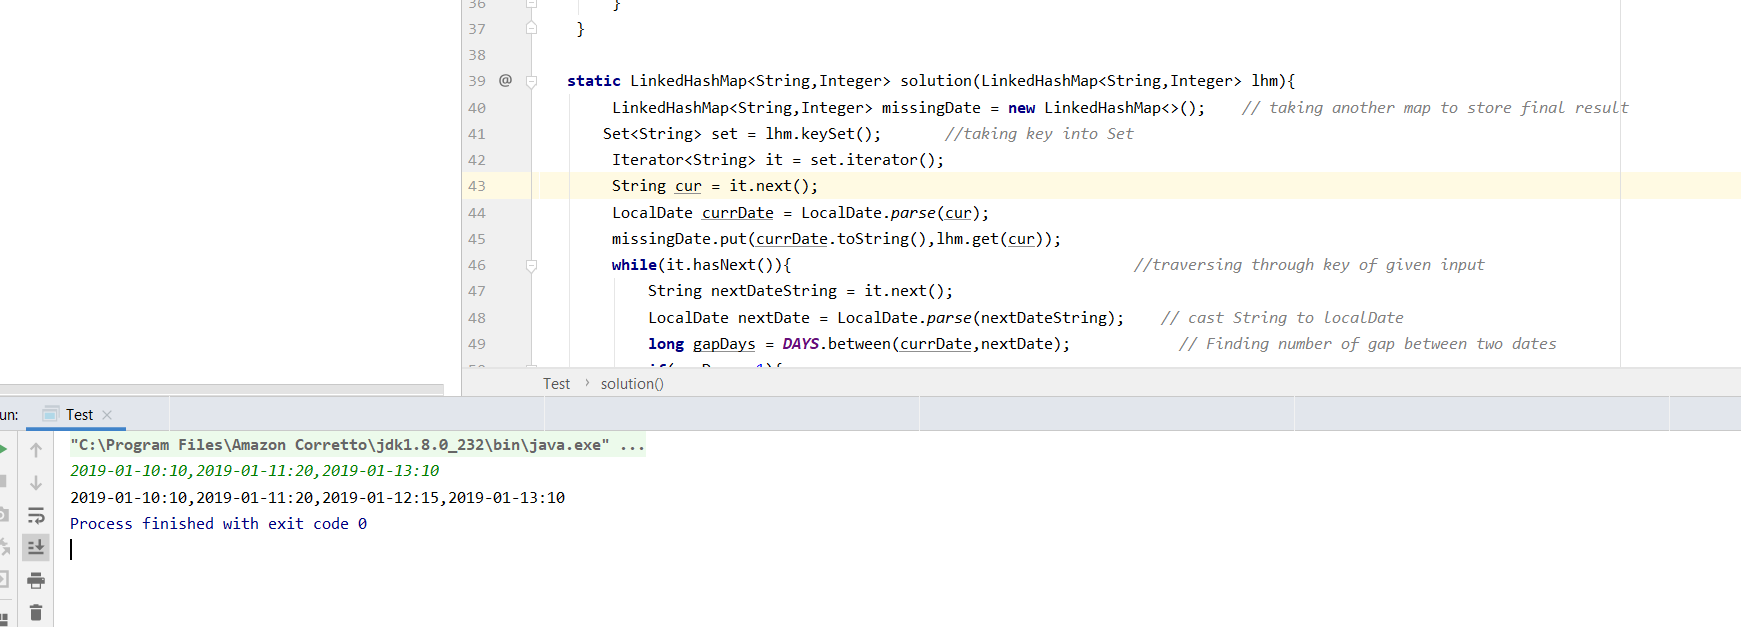 36 }
37 }
38
39 @ static LinkedHashMap<String,Integer> solution(LinkedHashMap<String,Integer> lhm){
40 LinkedHashMap<String,Integer> missingDate = new LinkedHashMap<>(); // taking another map to store final result
41 Set<String> set = lhm.keySet(); //taking key into Set
42 Iterator<String> it = set.iterator();
43 String cur = it.next();
44 LocalDate currDate = LocalDate.parse(cur);
45 missingDate.put(currDate.toString(),lhm.get(cur));
46 while(it.hasNext()){ //traversing through key of given input
47 String nextDateString = it.next();
48 LocalDate nextDate = LocalDate.parse(nextDateString); // cast String to localDate
49 long gapDays = DAYS.between(currDate,nextDate); // Finding number of gap between two dates
Test › solution()
un: Test ×
"C:\Program Files\Amazon Corretto\jdk1.8.0_232\bin\java.exe" ...
2019-01-10:10,2019-01-11:20,2019-01-13:10
2019-01-10:10,2019-01-11:20,2019-01-12:15,2019-01-13:10
Process finished with exit code 0